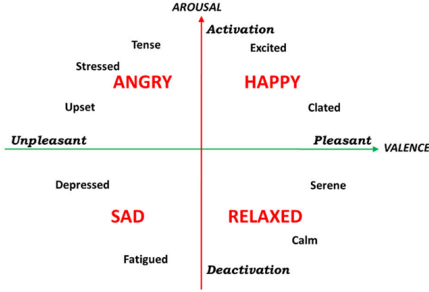 AROUSAL
Activation
Tense
Excited
Stressed
ANGRY
HAPPY
Upset
Clated
Unpleasant
Pleasant
VALENCE
Depressed
Serene
SAD
RELAXED
Calm
Fatigued
Deactivation